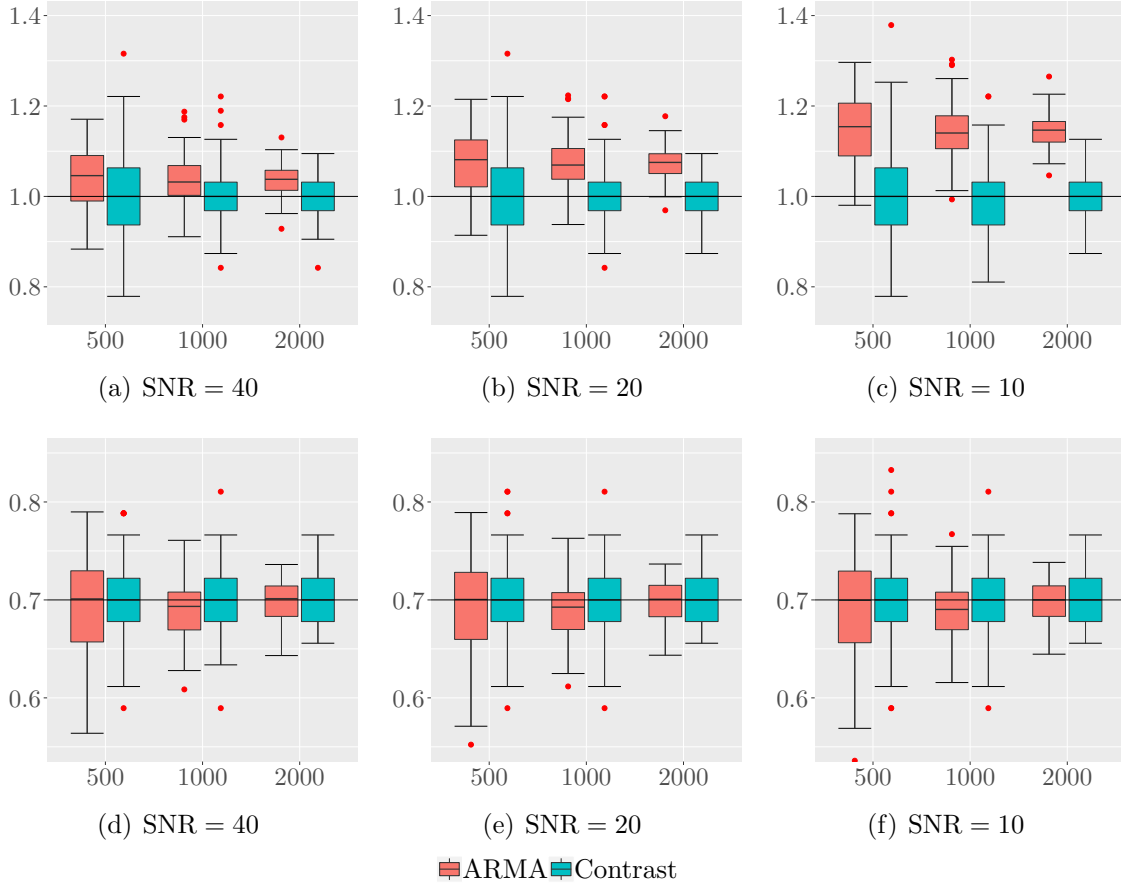 1.4 1.4 1.4
1.2 1.2 1.2
1.0 1.0 1.0
0.8 0.8 0.8
500 1000 2000 500 1000 2000 500 1000 2000
(a) SNR = 40 (b) SNR = 20 (c) SNR = 10
0.8 0.8 0.8
0.7 0.7 0.7
0.6 0.6 0.6
500 1000 2000 500 1000 2000 500 1000 2000
(d) SNR = 40 (e) SNR = 20 (f) SNR = 10
ARMA Contrast